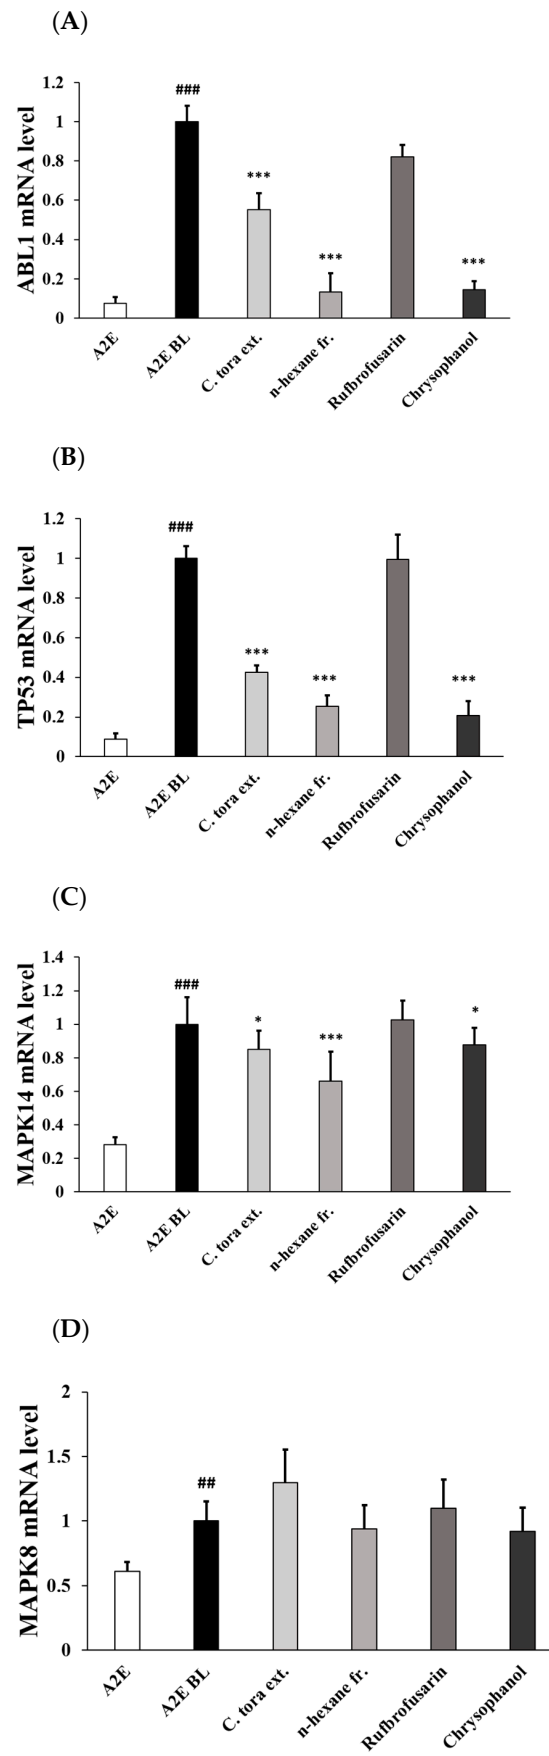 (A)
ABL1 mRNA level
1.2
1
0.8
0.6
0.4
0.2
0
###
***
***
***
A2E
A2E BL
C. tora ext.
n-hexane fr.
Rufbrofusarin
Chrysophanol
(B)
TP53 mRNA level
1.2
1
0.8
0.6
0.4
0.2
0
###
***
***
***
A2E
A2E BL
C. tora ext.
n-hexane fr.
Rufbrofusarin
Chrysophanol
(C)
MAPK14 mRNA level
1.4
1.2
1
0.8
0.6
0.4
0.2
0
###
*
***
*
A2E
A2E BL
C. tora ext.
n-hexane fr.
Rufbrofusarin
Chrysophanol
(D)
MAPK8 mRNA level
2
1.5
1
0.5
0
##
A2E
A2E BL
C. tora ext.
n-hexane fr.
Rufbrofusarin
Chrysophanol